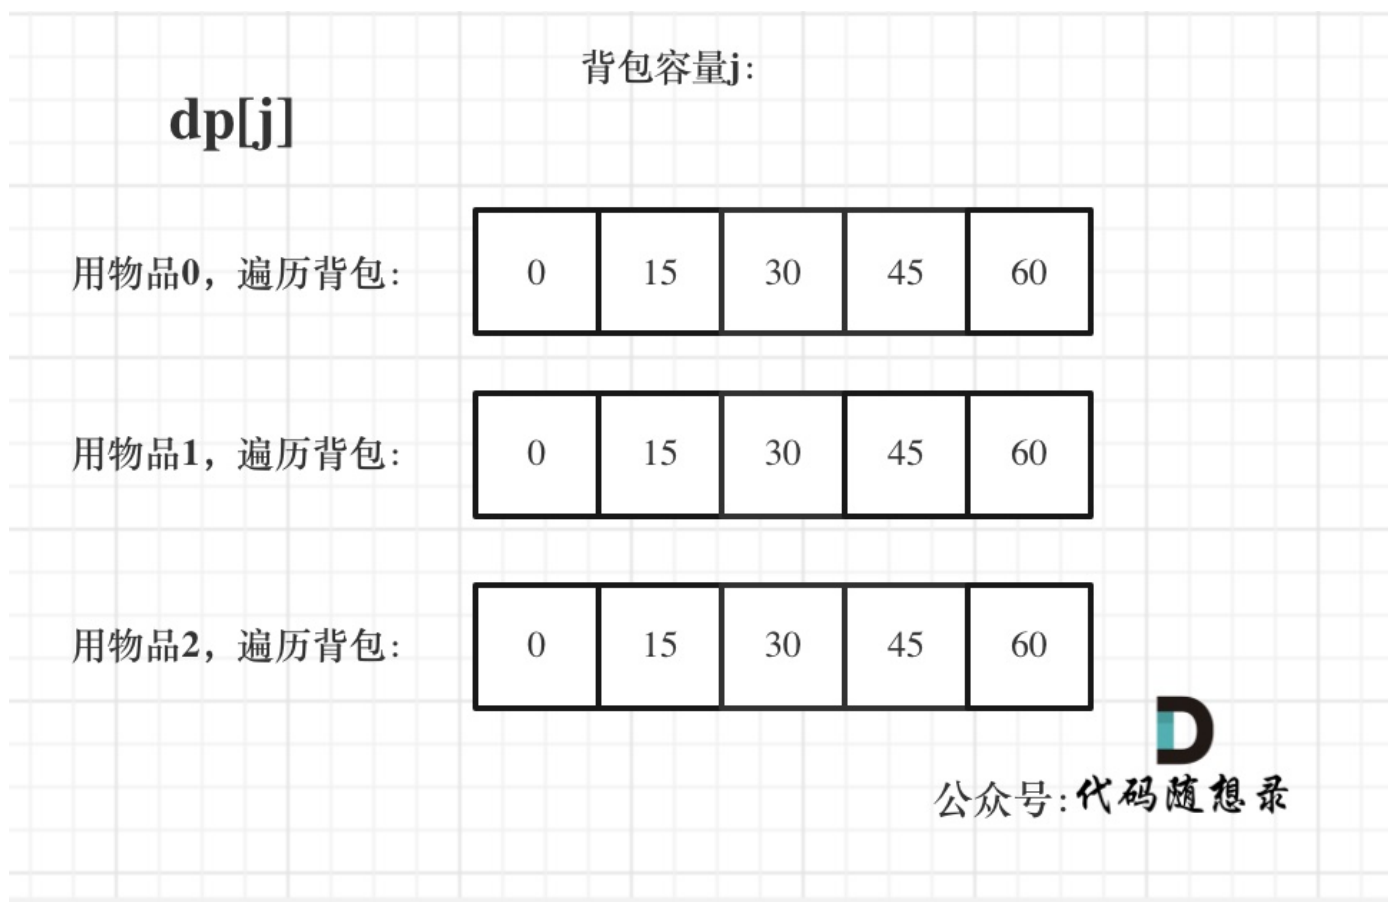 背包容量j:
dp[j]
用物品0，遍历背包: 0 15 30 45 60
用物品1，遍历背包: 0 15 30 45 60
用物品2，遍历背包: 0 15 30 45 60
公众号:代码随想录